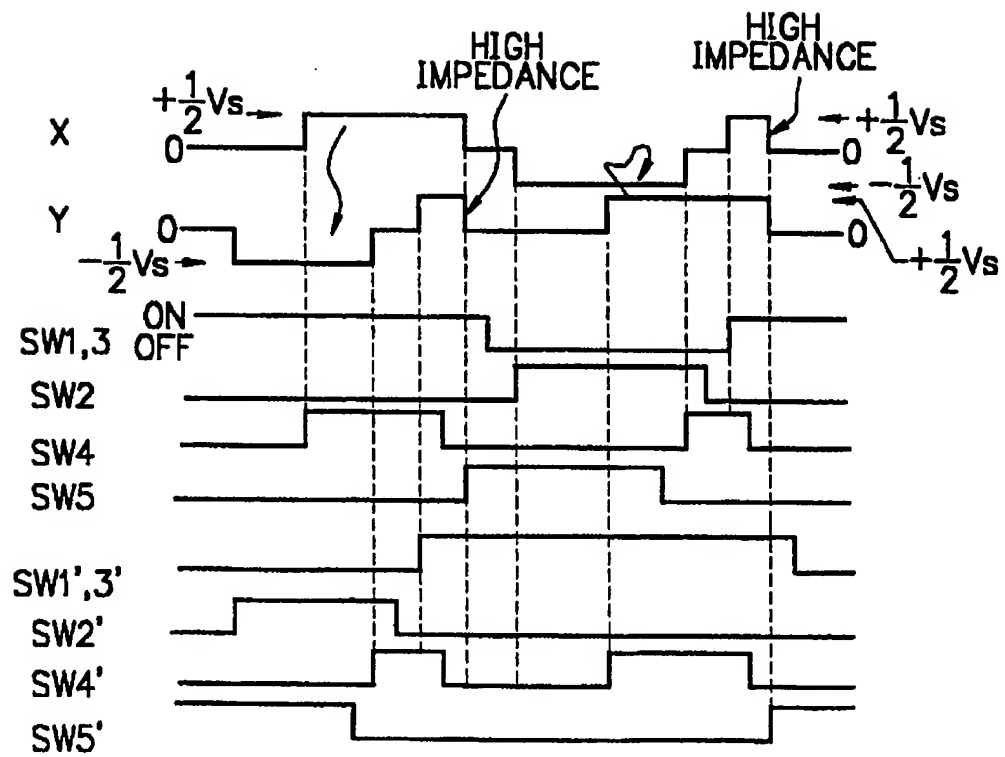 HIGH
IMPEDANCE
HIGH
IMPEDANCE
X
+1/2Vs
0
+1/2Vs
0
-1/2Vs
Y
0
-1/2Vs
0
+1/2Vs
ON
OFF
SW1,3
SW2
SW4
SW5
SW1',3'
SW2'
SW4'
SW5'